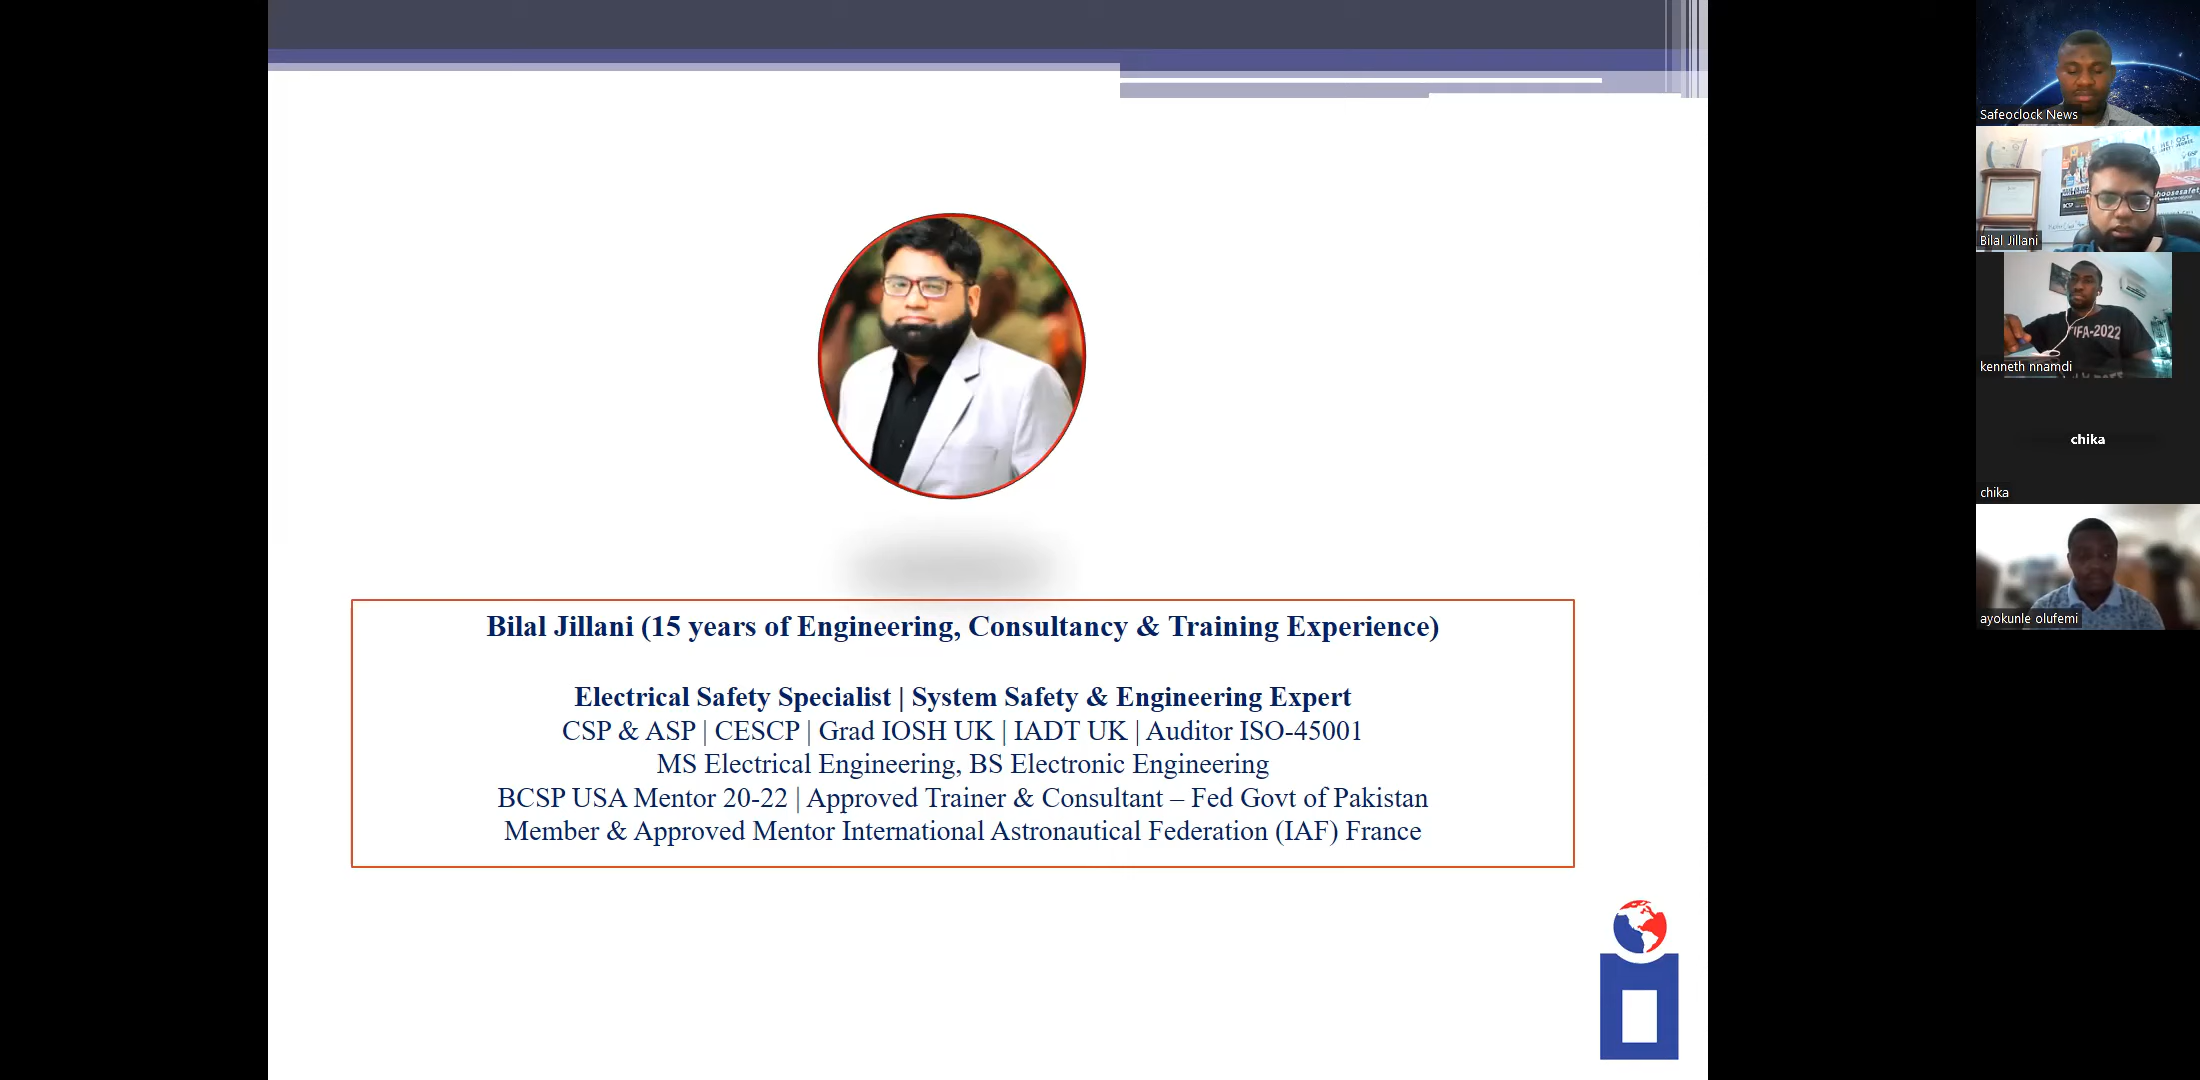 Bilal Jillani (15 years of Engineering, Consultancy & Training Experience)
Electrical Safety Specialist | System Safety & Engineering Expert
CSP & ASP | CESCP | Grad IOSH UK | IADT UK | Auditor ISO-45001
MS Electrical Engineering, BS Electronic Engineering
BCSP USA Mentor 20-22 | Approved Trainer & Consultant – Fed Govt of Pakistan
Member & Approved Mentor International Astronautical Federation (IAF) France
Safeoclock News
BCSP
Bilal Jillani
IFA-2022
kenneth nnamdi
chika
chika
ayokunle olufemi